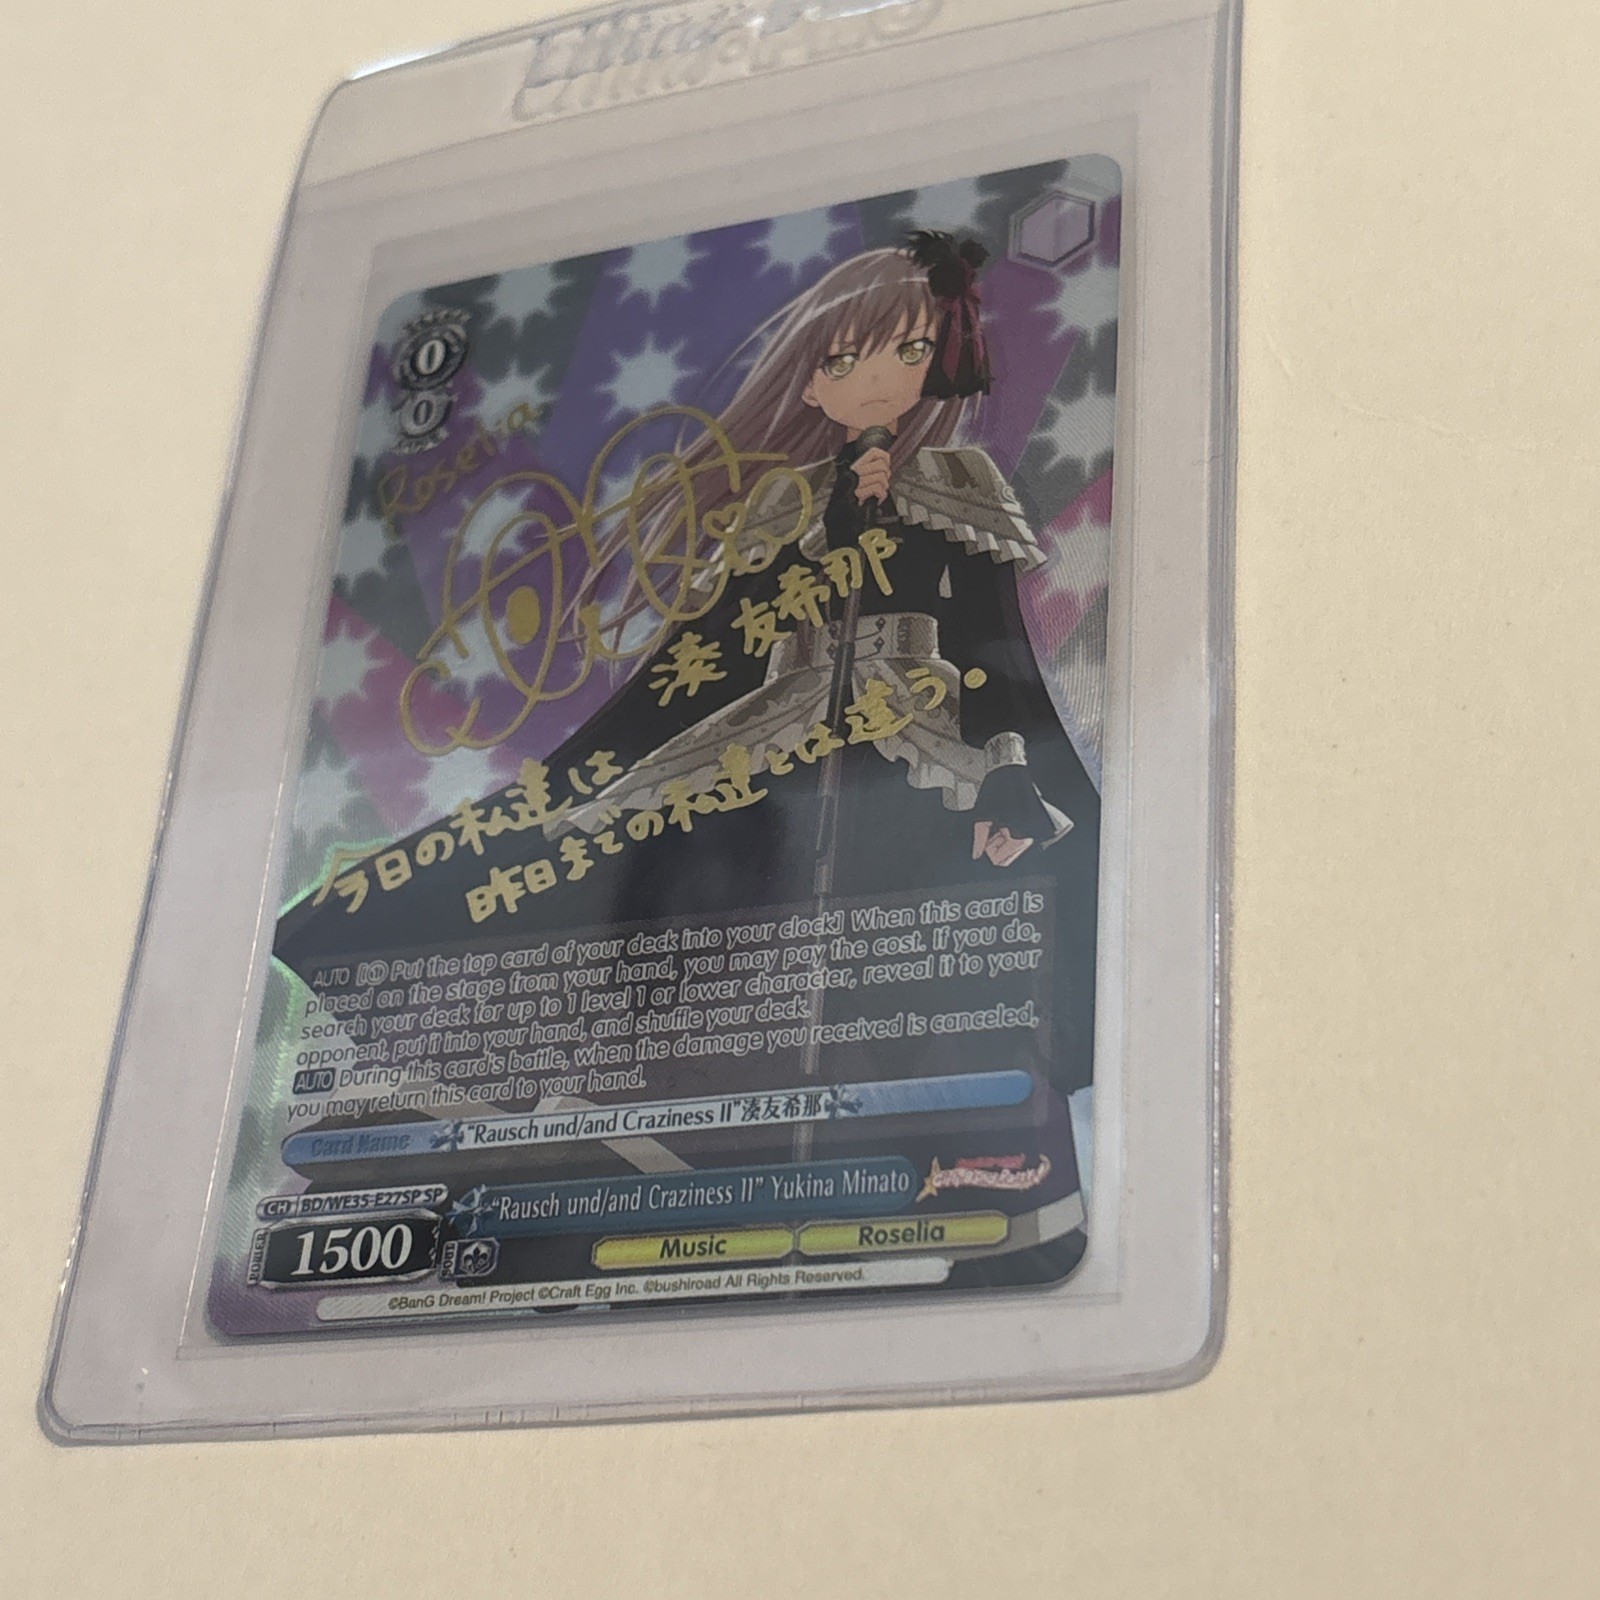 0
0
Roselia
湊 友希那
今日の私達は
昨日までの私達とは違う。
AUTO [① Put the top card of your deck into your clock] When this card is
placed on the stage from your hand, you may pay the cost. If you do,
search your deck for up to 1 level 1 or lower character, reveal it to your
opponent, put it into your hand, and shuffle your deck.
AUTO During this card's battle, when the damage you received is canceled,
you may return this card to your hand.
Card Name "Rausch und/and Craziness II"湊友希那
CH BD/WE35-E27SP SP
"Rausch und/and Craziness II" Yukina Minato
POWER 1500 SOUL
Music Roselia
©BanG Dream! Project ©Craft Egg Inc. ©bushiroad All Rights Reserved.